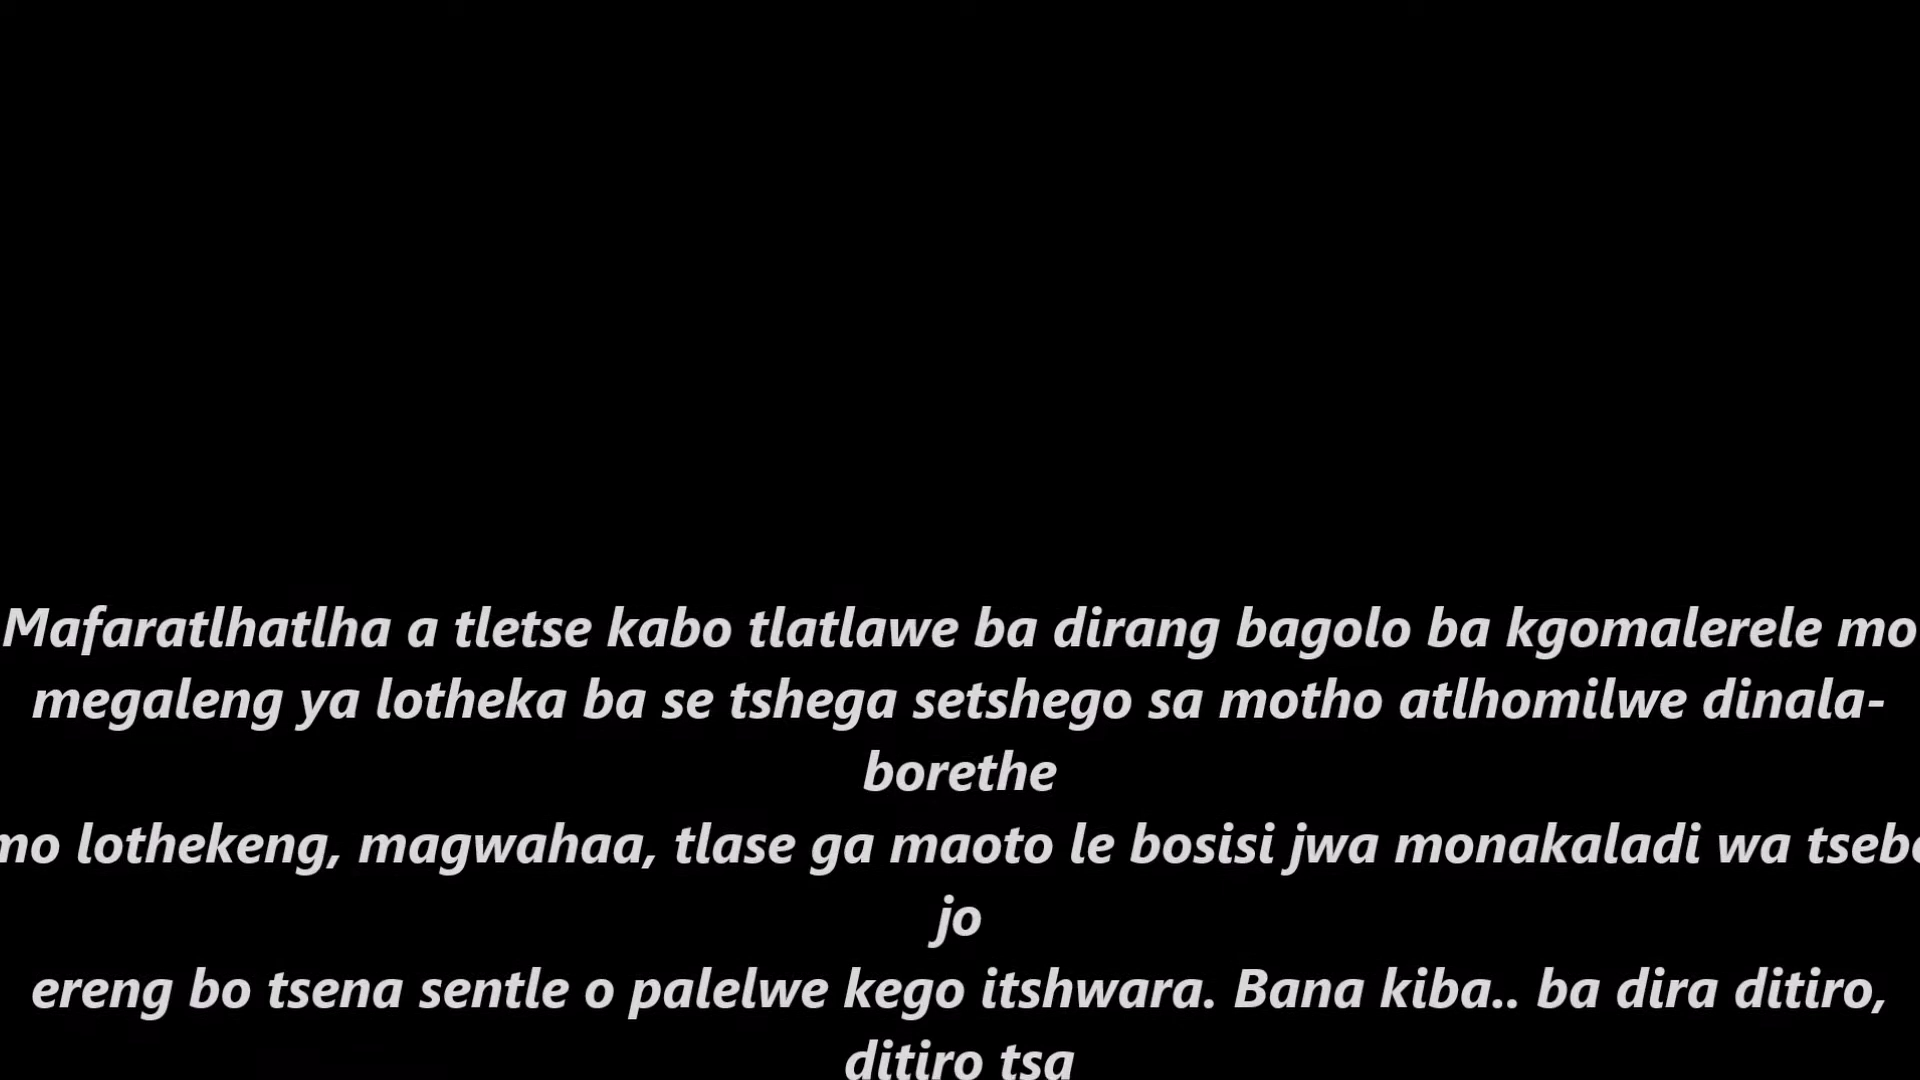 Mafaratlhatlha a tletse kabo tlatlawe ba dirang bagolo ba kgomalerele mo
megaleng ya lotheka ba se tshega setshego sa motho atlhomilwe dinala-
borethe
mo lothekeng, magwahaa, tlase ga maoto le bosisi jwa monakaladi wa
jo
ereng bo tsena sentle o palelwe kego itshwara. Bana kiba.. ba dira ditiro,
ditiro tsa